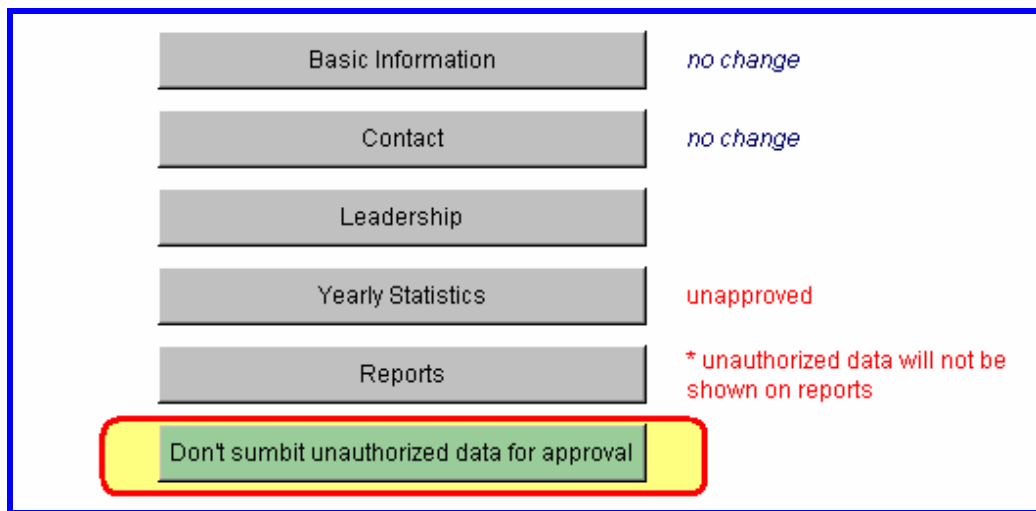 Basic Information no change
Contact no change
Leadership
Yearly Statistics unapproved
Reports * unauthorized data will not be
shown on reports
Don't sumbit unauthorized data for approval